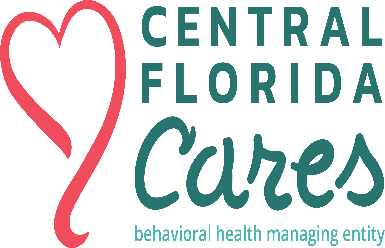 CENTRAL
FLORIDA
Cares
behavioral health managing entity